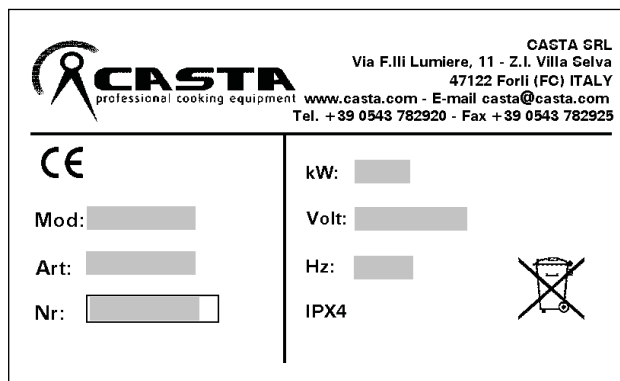 CASTA
professional cooking equipment
CASTA SRL
Via F.lli Lumiere, 11 - Z.I. Villa Selva
47122 Forlì (FC) ITALY
www.casta.com - E-mail casta@casta.com
Tel. +39 0543 782920 - Fax +39 0543 782925
CE
Mod:
Art:
Nr:
kW:
Volt:
Hz:
IPX4